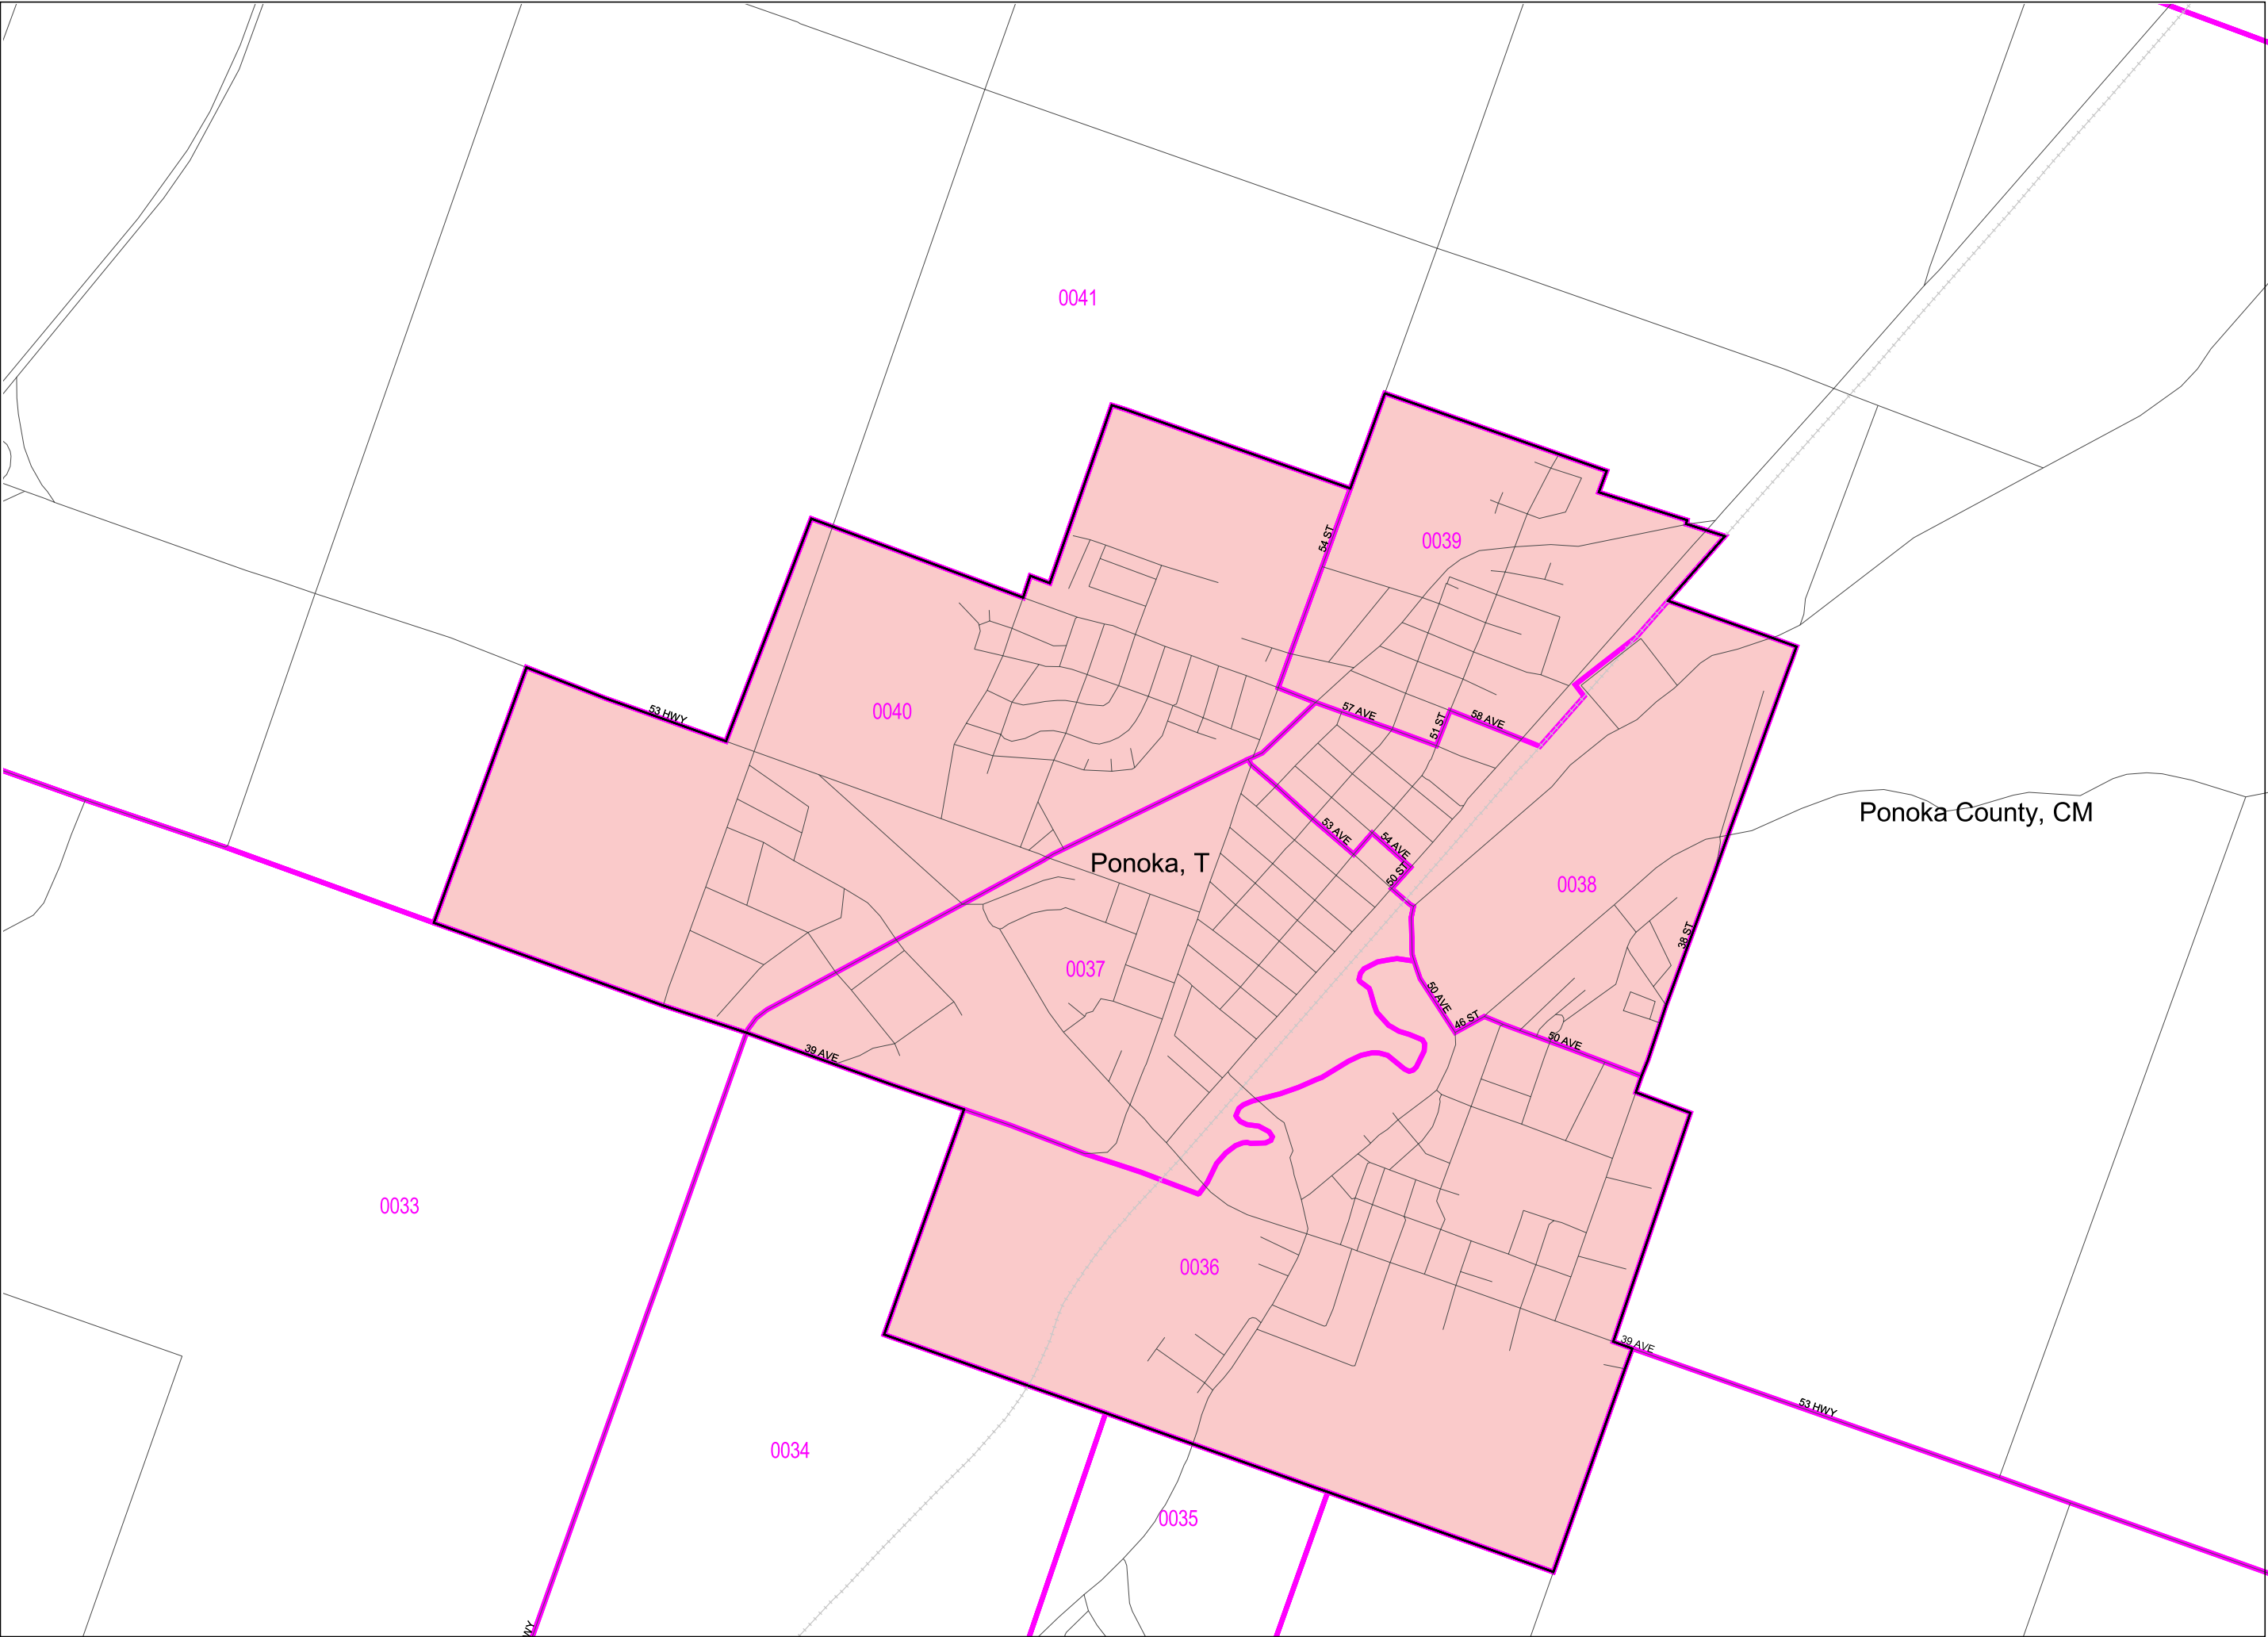 0041
54 ST
0039
53 HWY
0040
57 AVE
51 ST
58 AVE
Ponoka County, CM
53 AVE
54 AVE
Ponoka, T
50 ST
0038
38 ST
0037
50 AVE
46 ST
50 AVE
39 AVE
0033
0036
39 AVE
53 HWY
0034
0035
WY